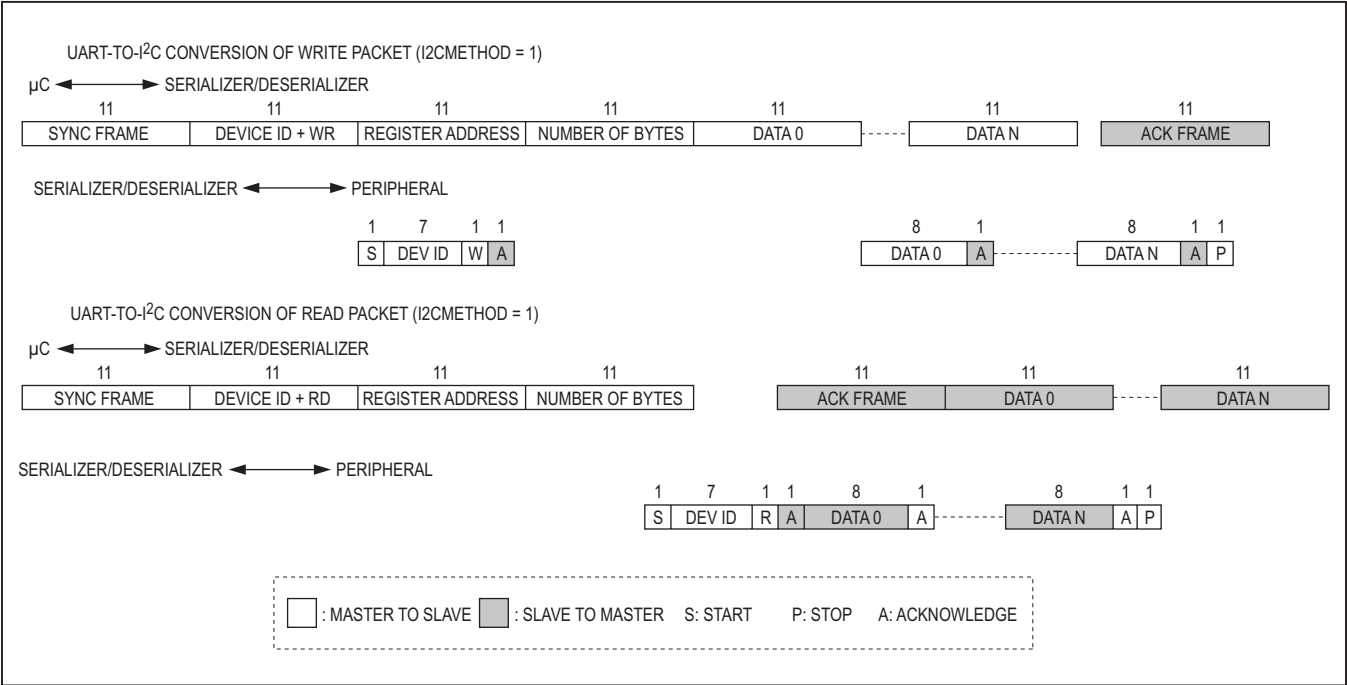 UART-TO-I2C CONVERSION OF WRITE PACKET (I2CMETHOD = 1)
µC SERIALIZER/DESERIALIZER
11 11 11 11 11 11 11
SYNC FRAME DEVICE ID + WR REGISTER ADDRESS NUMBER OF BYTES DATA 0 DATA N ACK FRAME
SERIALIZER/DESERIALIZER PERIPHERAL
1 7 1 1 8 1 8 1 1
S DEV ID W A DATA 0 A DATA N A P
UART-TO-I2C CONVERSION OF READ PACKET (I2CMETHOD = 1)
µC SERIALIZER/DESERIALIZER
11 11 11 11 11 11 11
SYNC FRAME DEVICE ID + RD REGISTER ADDRESS NUMBER OF BYTES ACK FRAME DATA 0 DATA N
SERIALIZER/DESERIALIZER PERIPHERAL
1 7 1 1 8 1 8 1 1
S DEV ID R A DATA 0 A DATA N A P
: MASTER TO SLAVE : SLAVE TO MASTER S: START P: STOP A: ACKNOWLEDGE